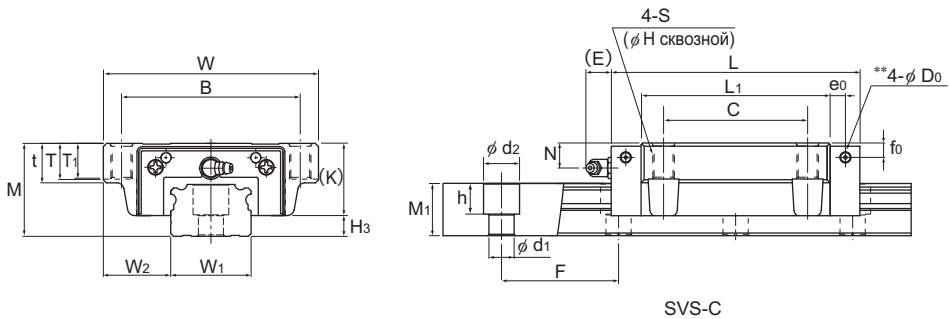 W
B
t
T
T1
M
(K)
H3
W2
W1
4-S
(φ H сквозной)
(E)
L
L1
e0
**4-φ D0
C
N
f0
φ d2
h
M1
φ d1
F
SVS-C